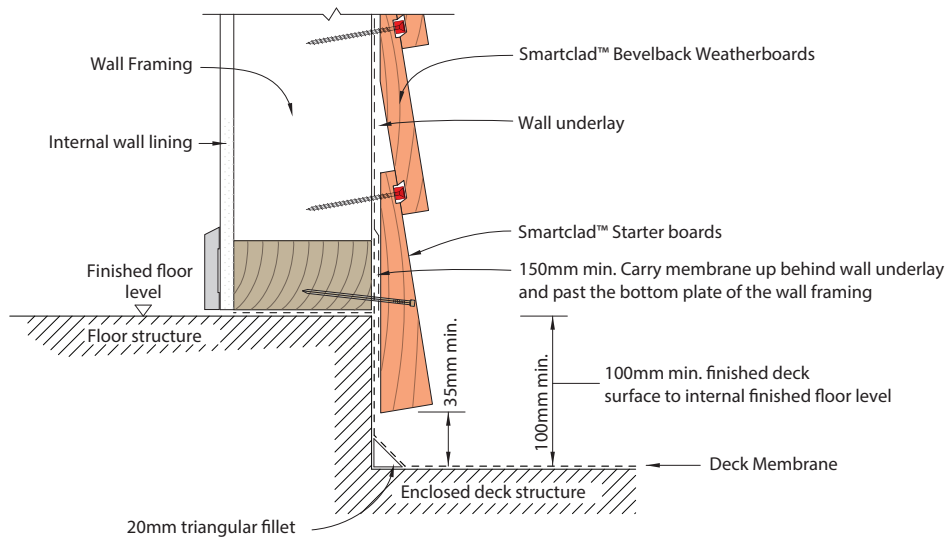 Wall Framing
Internal wall lining
Finished floor
level
Floor structure
Smartclad™ Bevelback Weatherboards
Wall underlay
Smartclad™ Starter boards
150mm min. Carry membrane up behind wall underlay
and past the bottom plate of the wall framing
35mm min.
100mm min.
100mm min. finished deck
surface to internal finished floor level
Deck Membrane
Enclosed deck structure
20mm triangular fillet